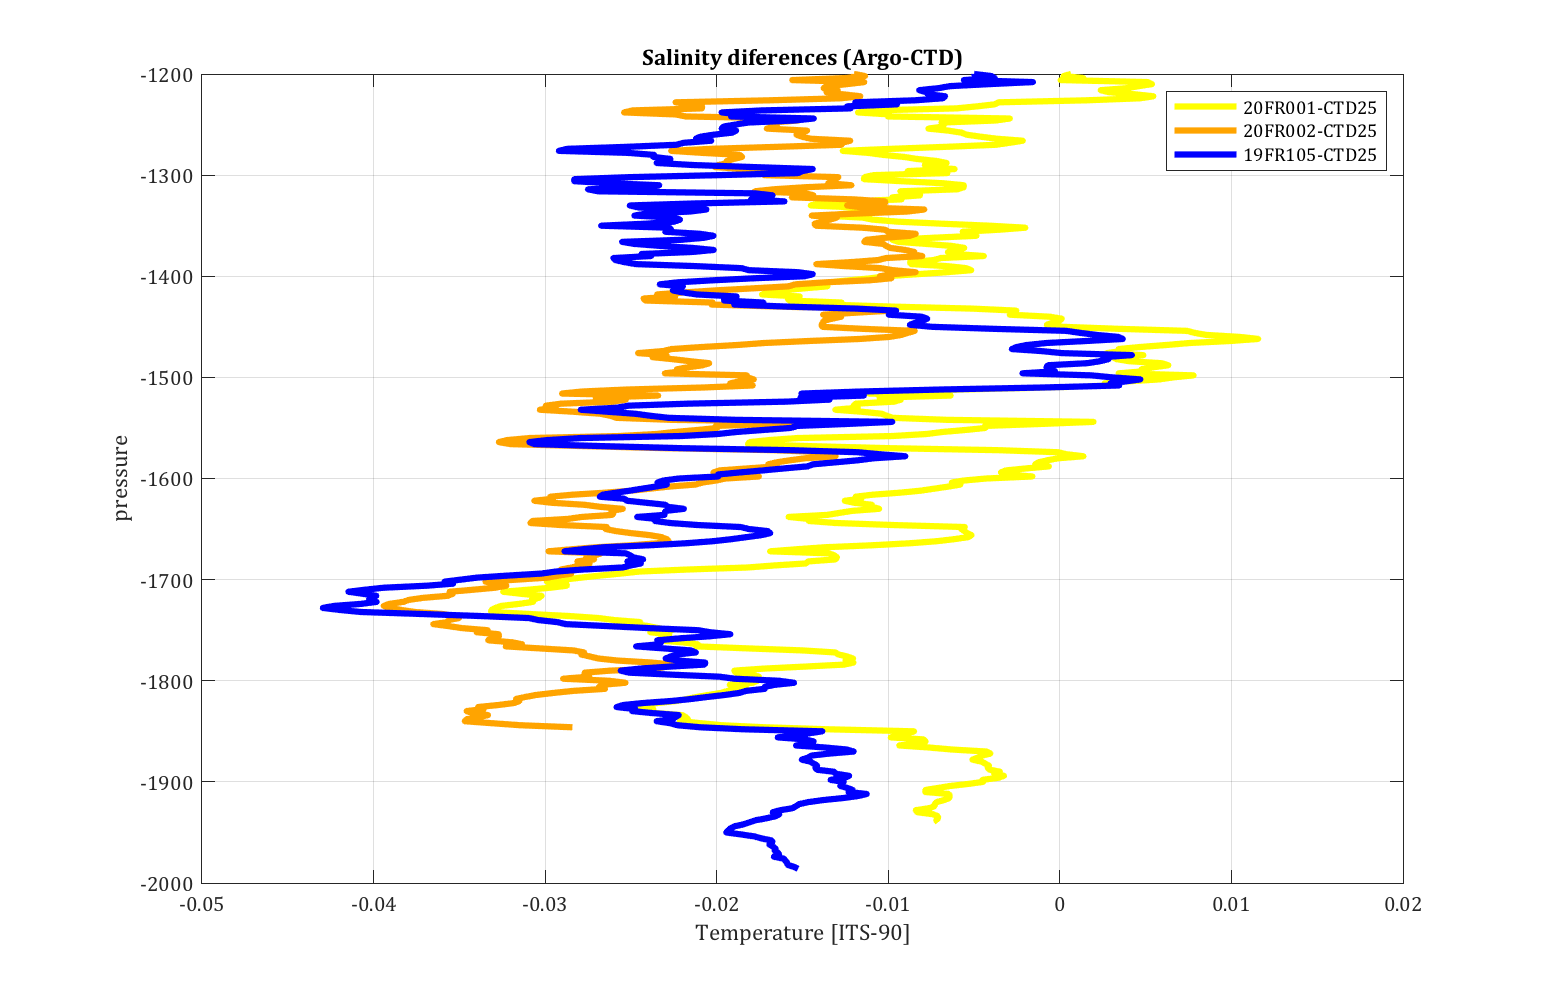 Salinity diferences (Argo-CTD)
-1200
-1300
-1400
-1500
-1600
-1700
-1800
-1900
-2000
pressure
20FR001-CTD25
20FR002-CTD25
19FR105-CTD25
-0.05
-0.04
-0.03
-0.02
-0.01
0
0.01
0.02
Temperature [ITS-90]